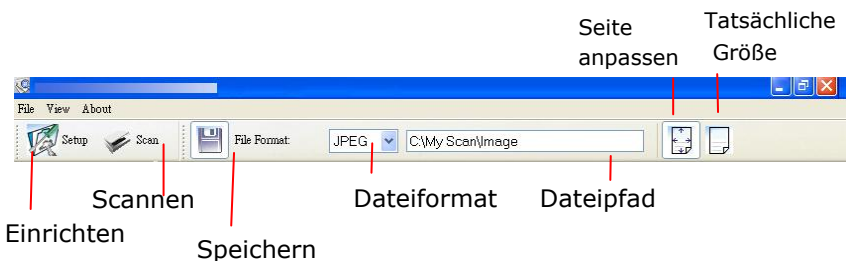 Seite
anpassen
Tatsächliche
Größe
File View About
Setup Scan File Format: JPEG C:\My Scan\Image
Scannen
Dateiformat
Dateipfad
Einrichten
Speichern